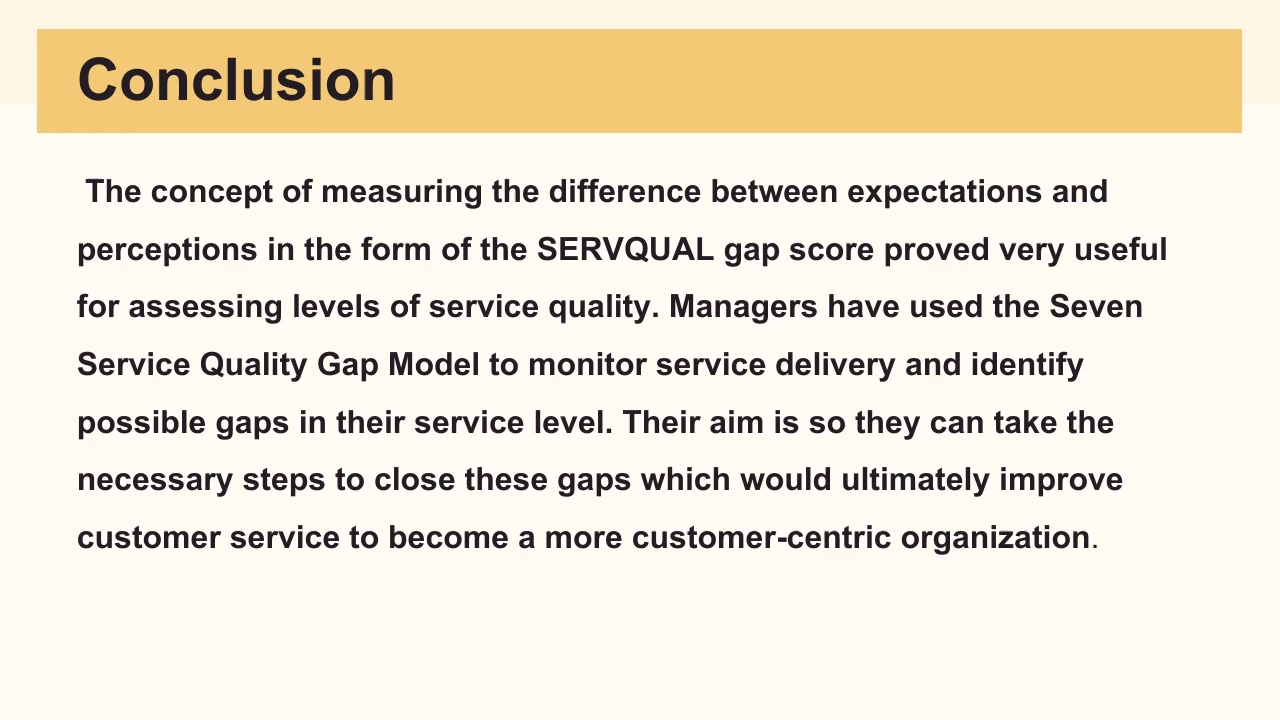 Conclusion
The concept of measuring the difference between expectations and
perceptions in the form of the SERVQUAL gap score proved very useful
for assessing levels of service quality. Managers have used the Seven
Service Quality Gap Model to monitor service delivery and identify
possible gaps in their service level. Their aim is so they can take the
necessary steps to close these gaps which would ultimately improve
customer service to become a more customer-centric organization.